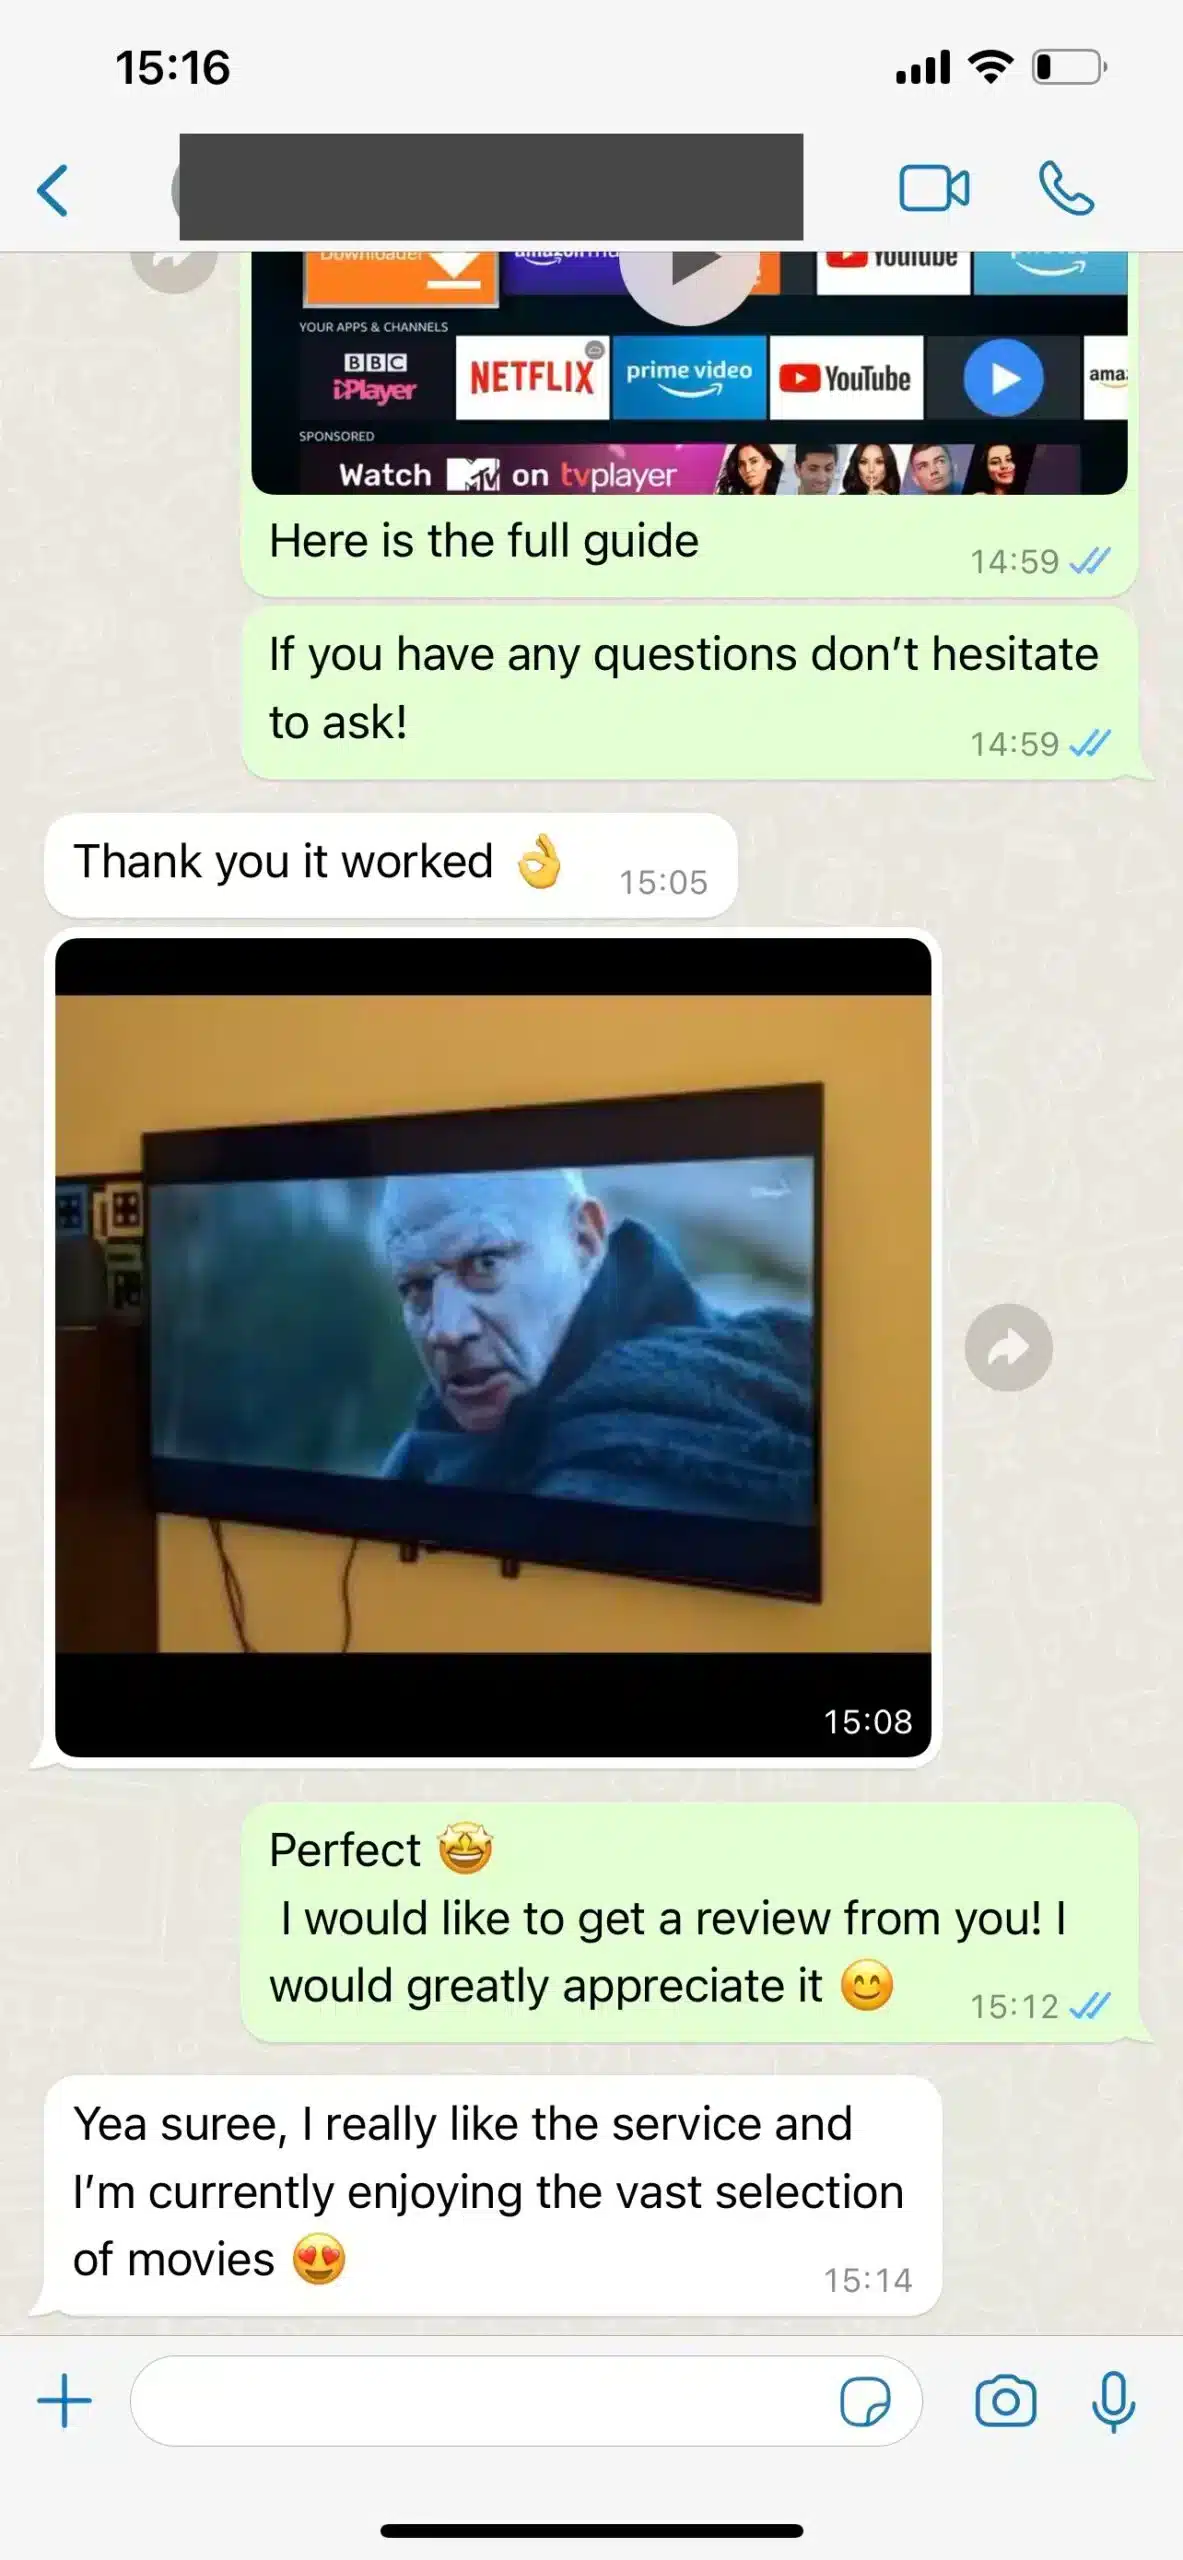 15:16
Downloader
YouTube
YOUR APPS & CHANNELS
BBC
iPlayer
NETFLIX
prime video
YouTube
SPONSORED
Watch MTV on tvplayer
Here is the full guide
14:59
If you have any questions don’t hesitate
to ask!
14:59
Thank you it worked 👌
15:05
15:08
Perfect 🤩
I would like to get a review from you! I
would greatly appreciate it 😊
15:12
Yea suree, I really like the service and
I’m currently enjoying the vast selection
of movies 😍
15:14